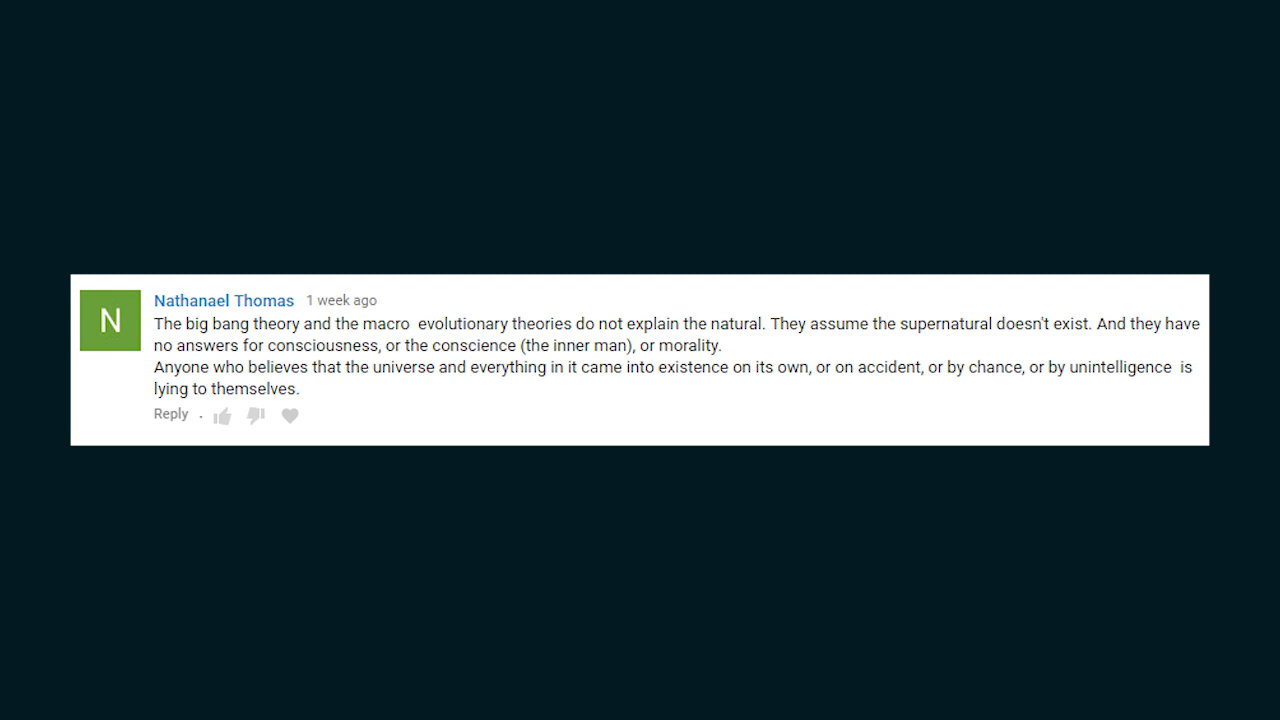 N
Nathanael Thomas 1 week ago
The big bang theory and the macro  evolutionary theories do not explain the natural. They assume the supernatural doesn't exist. And they have
no answers for consciousness, or the conscience (the inner man), or morality.
Anyone who believes that the universe and everything in it came into existence on its own, or on accident, or by chance, or by unintelligence  is
lying to themselves.
Reply .